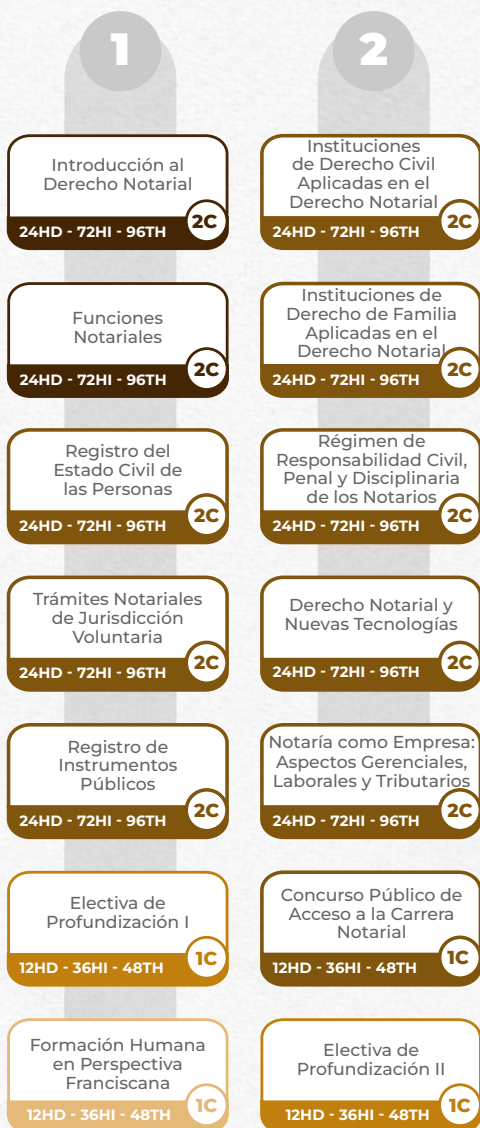 1
Introducción al
Derecho Notarial
2C
24HD - 72HI - 96TH
Funciones
Notariales
2C
24HD - 72HI - 96TH
Registro del
Estado Civil de
las Personas
2C
24HD - 72HI - 96TH
Trámites Notariales
de Jurisdicción
Voluntaria
2C
24HD - 72HI - 96TH
Registro de
Instrumentos
Públicos
2C
24HD - 72HI - 96TH
Electiva de
Profundización I
1C
12HD - 36HI - 48TH
Formación Humana
en Perspectiva
Franciscana
1C
12HD - 36HI - 48TH
2
Instituciones
de Derecho Civil
Aplicadas en el
Derecho Notarial
2C
24HD - 72HI - 96TH
Instituciones de
Derecho de Familia
Aplicadas en el
Derecho Notarial
2C
24HD - 72HI - 96TH
Régimen de
Responsabilidad Civil,
Penal y Disciplinaria
de los Notarios
2C
24HD - 72HI - 96TH
Derecho Notarial y
Nuevas Tecnologías
2C
24HD - 72HI - 96TH
Notaría como Empresa:
Aspectos Gerenciales,
Laborales y Tributarios
2C
24HD - 72HI - 96TH
Concurso Público de
Acceso a la Carrera
Notarial
1C
12HD - 36HI - 48TH
Electiva de
Profundización II
1C
12HD - 36HI - 48TH